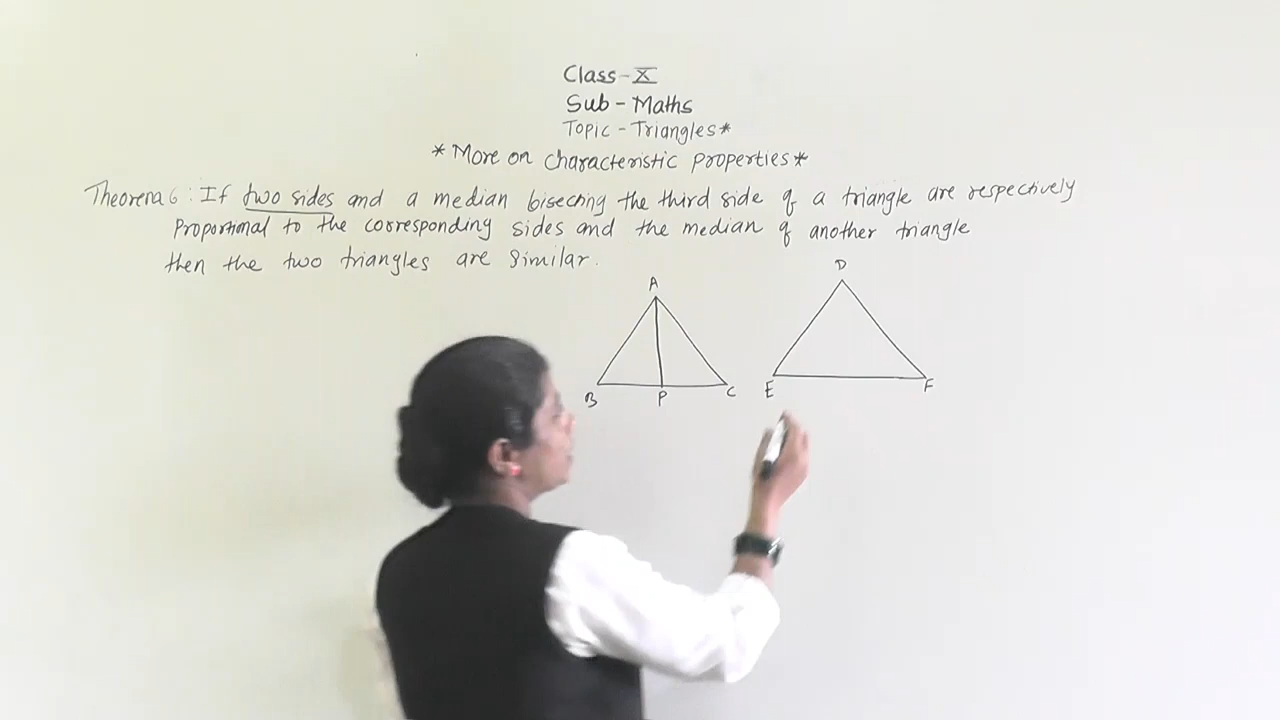 Class-X
Sub-Maths
Topic-Triangles*
*More on characteristic properties*
Theorem 6: If two sides and a median bisecting the third side of a triangle are respectively
Proportional to the corresponding sides and the median of another triangle
then the two triangles are similar.
A
D
B P C E F